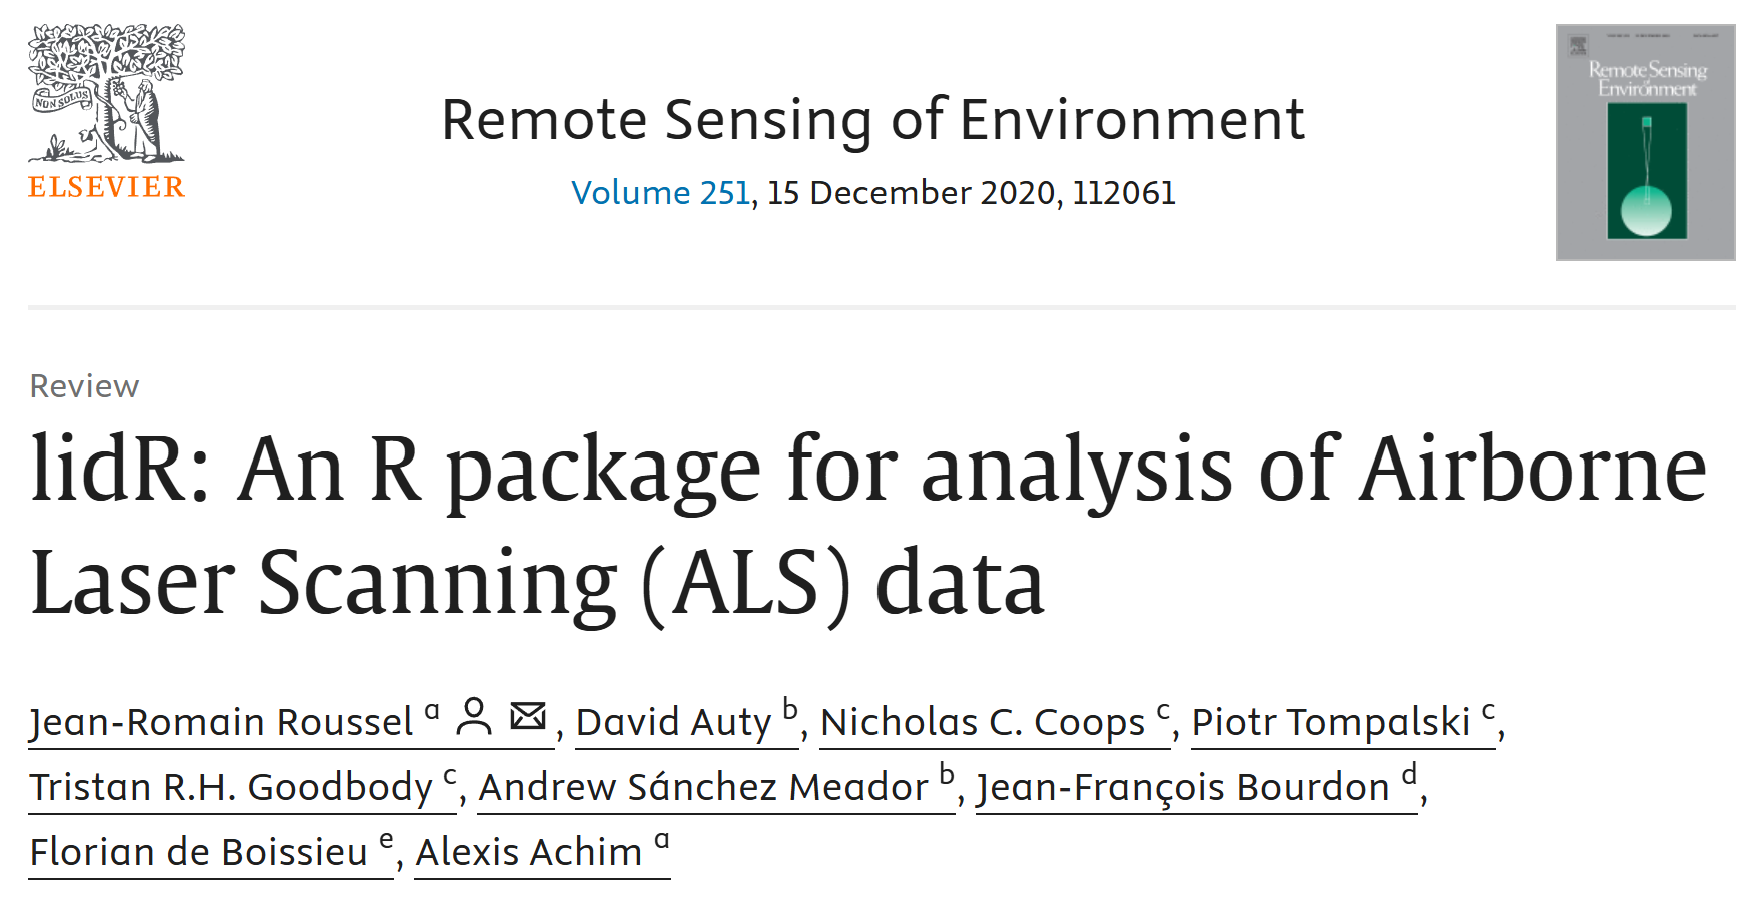 NON SOLUS
ELSEVIER
Remote Sensing of Environment
Volume 251, 15 December 2020, 112061
Remote Sensing
of
Environment
Review
lidR: An R package for analysis of Airborne
Laser Scanning (ALS) data
Jean-Romain Roussel a, David Auty b, Nicholas C. Coops c, Piotr Tompalski c,
Tristan R.H. Goodbody c, Andrew Sánchez Meador b, Jean-François Bourdon d,
Florian de Boissieu e, Alexis Achim a